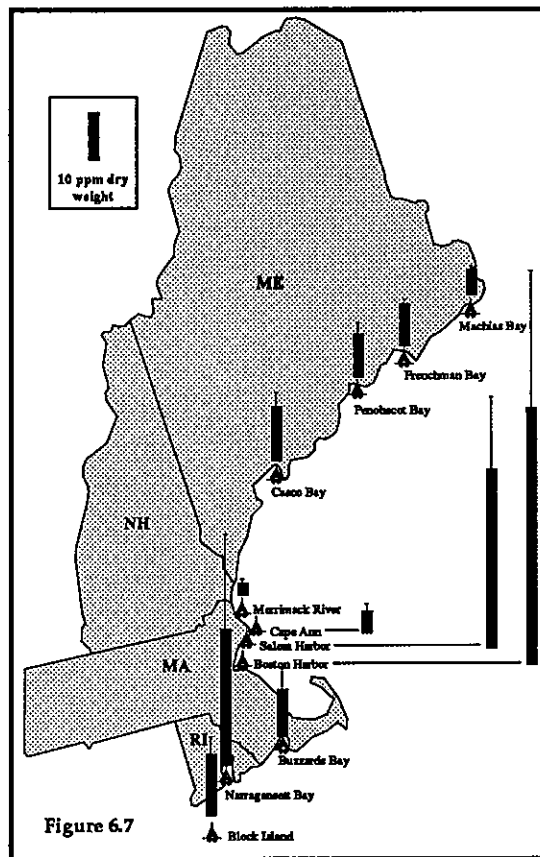 10 ppm dry
weight
ME
Machias Bay
Frenchman Bay
Penobscot Bay
Casco Bay
NH
Merrimack River
Cape Ann
Salem Harbor
Boston Harbor
MA
RI
Buzzards Bay
Narragansett Bay
Figure 6.7
Block Island